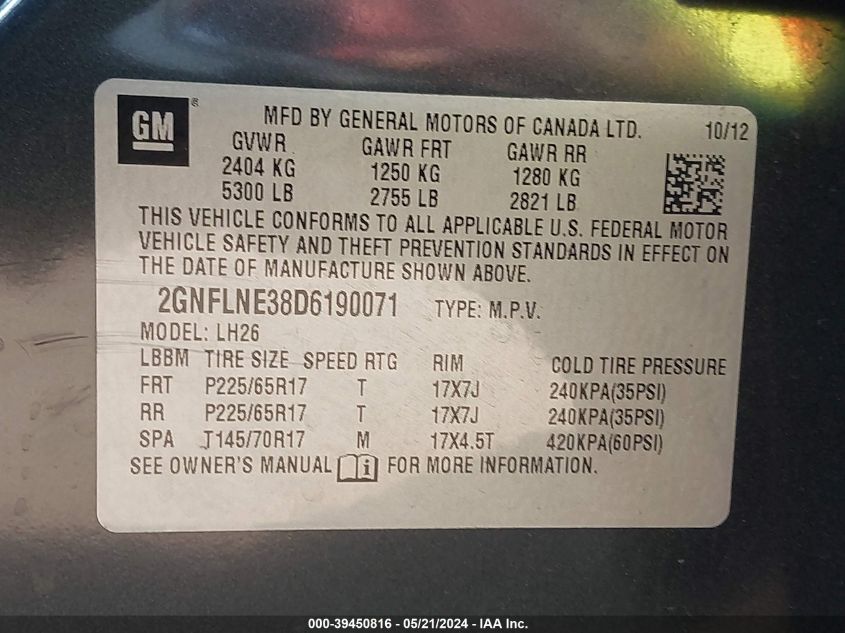 GM ®
MFD BY GENERAL MOTORS OF CANADA LTD. 10/12
GVWR GAWR FRT GAWR RR
2404 KG 1250 KG 1280 KG
5300 LB 2755 LB 2821 LB
THIS VEHICLE CONFORMS TO ALL APPLICABLE U.S. FEDERAL MOTOR
VEHICLE SAFETY AND THEFT PREVENTION STANDARDS IN EFFECT ON
THE DATE OF MANUFACTURE SHOWN ABOVE.
2GNFLNE38D6190071 TYPE: M.P.V.
MODEL: LH26
LBBM TIRE SIZE SPEED RTG RIM COLD TIRE PRESSURE
FRT P225/65R17 T 17X7J 240KPA(35PSI)
RR P225/65R17 T 17X7J 240KPA(35PSI)
SPA T145/70R17 M 17X4.5T 420KPA(60PSI)
SEE OWNER'S MANUAL i FOR MORE INFORMATION.
000-39450816 - 05/21/2024 - IAA Inc.